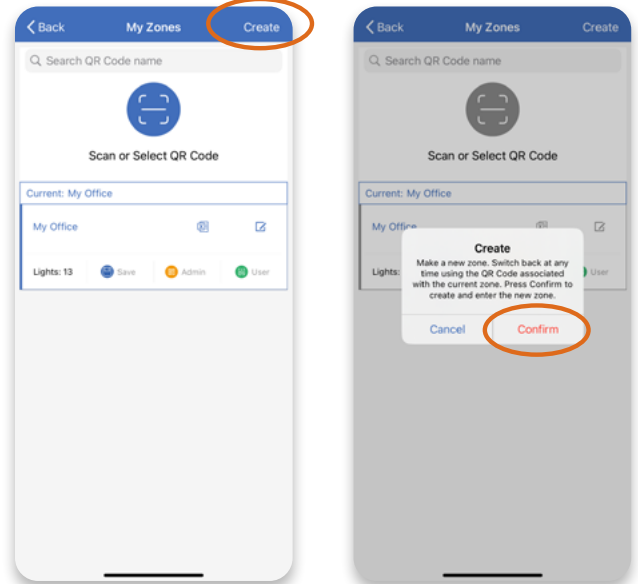 Back My Zones Create
Search QR Code name
Scan or Select QR Code
Current: My Office
My Office
Lights: 13 Save Admin User
Back My Zones Create
Search QR Code name
Scan or Select QR Code
Current: My Office
My Office
Create
Make a new zone. Switch back at any
time using the QR Code associated
with the current zone. Press Confirm to
create and enter the new zone.
Lights: User
Cancel Confirm